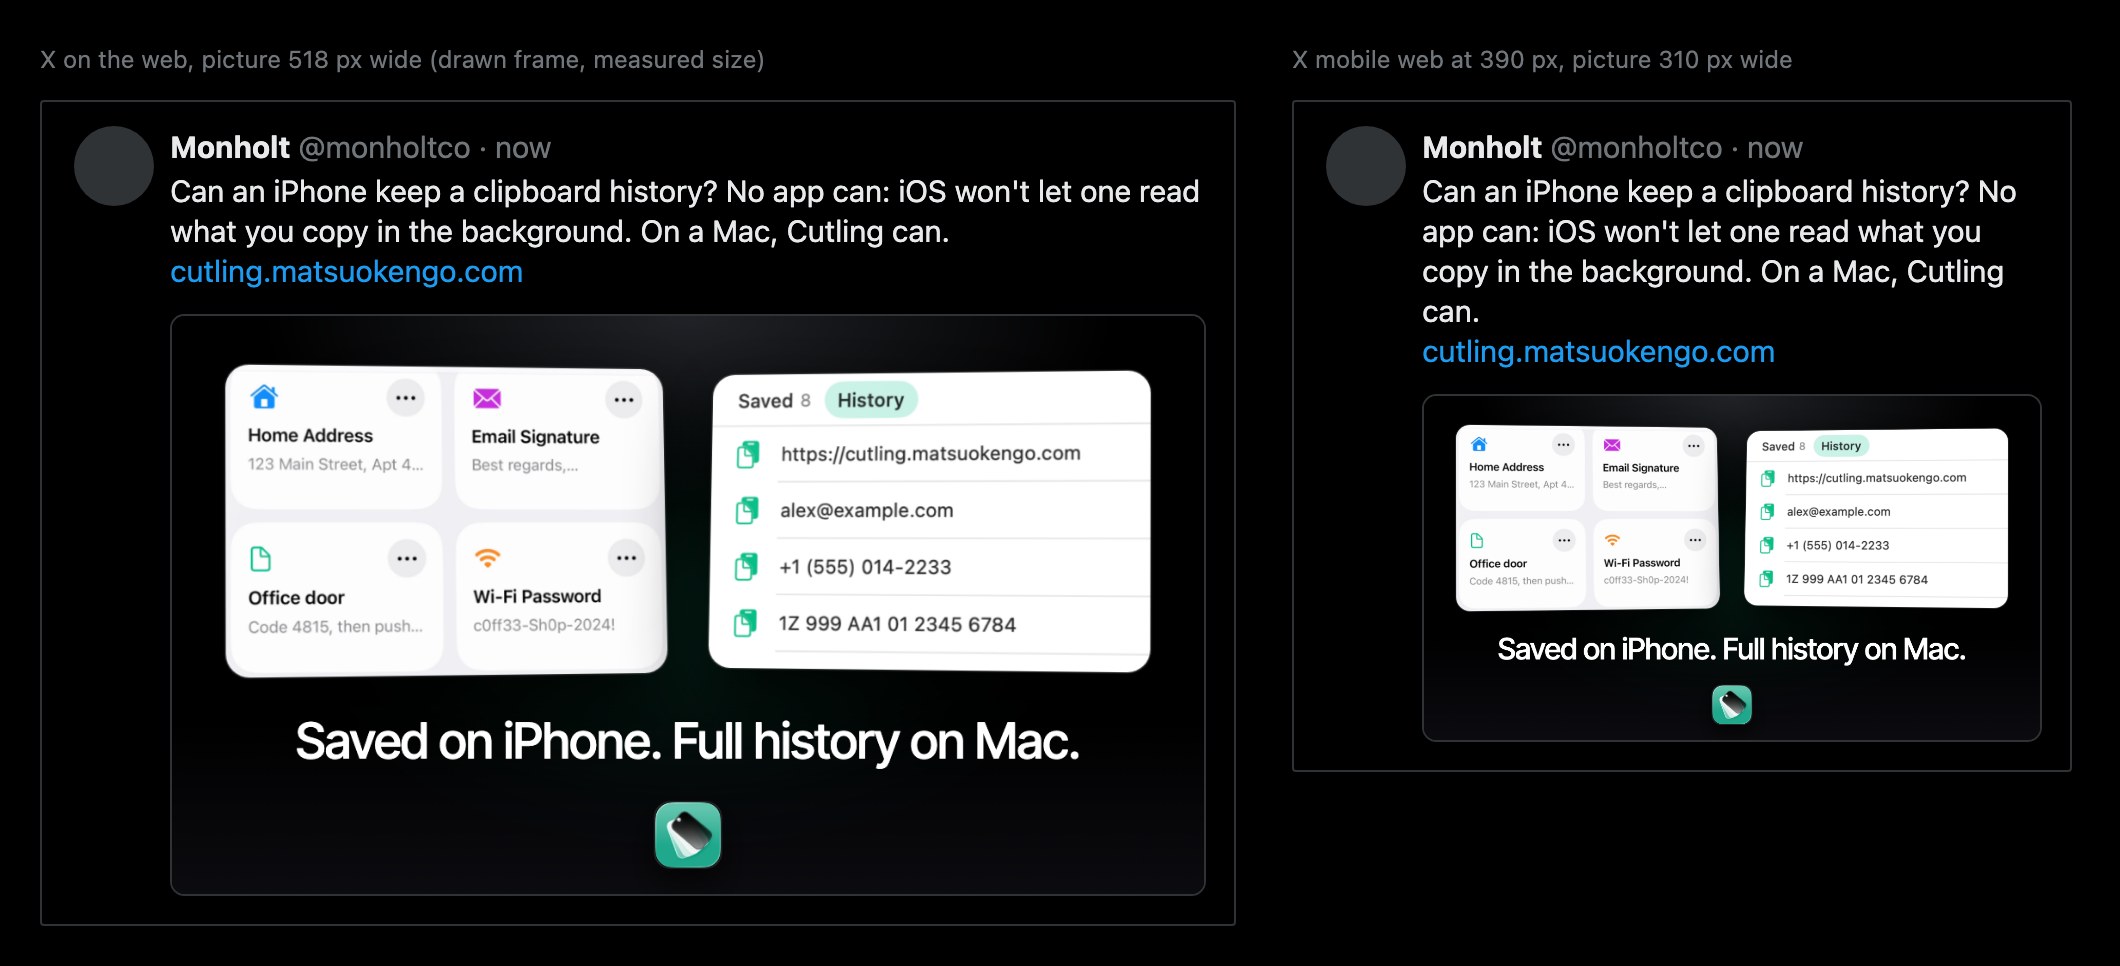 X on the web, picture 518 px wide (drawn frame, measured size)
Monholt @monholtco · now
Can an iPhone keep a clipboard history? No app can: iOS won't let one read
what you copy in the background. On a Mac, Cutling can.
cutling.matsuokengo.com
Home Address
123 Main Street, Apt 4...
Email Signature
Best regards,...
Office door
Code 4815, then push...
Wi-Fi Password
c0ff33-Sh0p-2024!
Saved 8 History
https://cutling.matsuokengo.com
alex@example.com
+1 (555) 014-2233
1Z 999 AA1 01 2345 6784
Saved on iPhone. Full history on Mac.
X mobile web at 390 px, picture 310 px wide
Monholt @monholtco · now
Can an iPhone keep a clipboard history? No
app can: iOS won't let one read what you
copy in the background. On a Mac, Cutling
can.
cutling.matsuokengo.com
Home Address
123 Main Street, Apt 4...
Email Signature
Best regards,...
Office door
Code 4815, then push...
Wi-Fi Password
c0ff33-Sh0p-2024!
Saved 8 History
https://cutling.matsuokengo.com
alex@example.com
+1 (555) 014-2233
1Z 999 AA1 01 2345 6784
Saved on iPhone. Full history on Mac.